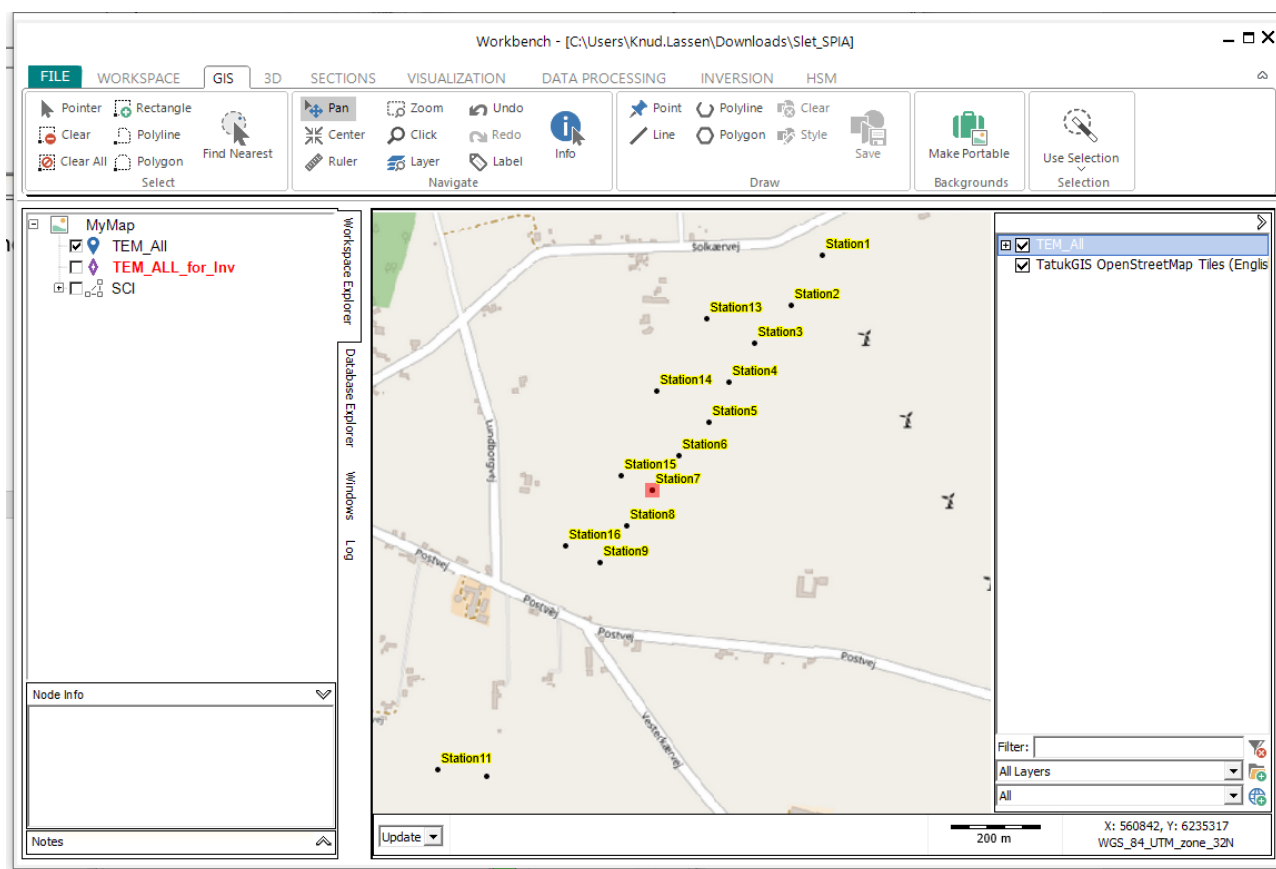 Workbench - [C:\Users\Knud.Lassen\Downloads\Slet_SPIA]
FILE WORKSPACE GIS 3D SECTIONS VISUALIZATION DATA PROCESSING INVERSION HSM
Pointer Rectangle Pan Zoom Undo Point Polyline Clear
Clear Polyline Center Click Redo Line Polygon Style
Clear All Polygon Ruler Layer Label
Find Nearest Info Save Make Portable Use Selection
Select Navigate Draw Backgrounds Selection
MyMap
TEM_All
TEM_ALL_for_Inv
SCI
Workspace Explorer
Database Explorer
Windows
Log
Node Info
Notes
Solkærvej
Station1
Station2
Station13
Station3
Station4
Station14
Station5
Lundborgvej
Station6
Station15
Station7
Station8
Station16
Station9
Postvej
Postvej
Postvej
Postvej
Vesterkærvej
Station11
TEM_All
TatukGIS OpenStreetMap Tiles (Englis
Filter:
All Layers
All
Update
200 m
X: 560842, Y: 6235317
WGS_84_UTM_zone_32N